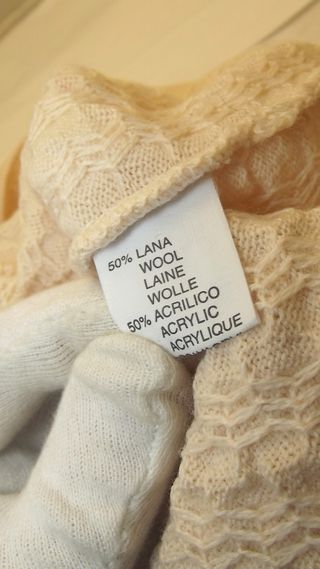 50% LANA
WOOL
LAINE
WOLLE
50% ACRILICO
ACRYLIC
ACRYLIQUE